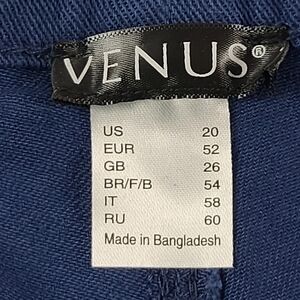 VENUS®
US 20
EUR 52
GB 26
BR/F/B 54
IT 58
RU 60
Made in Bangladesh